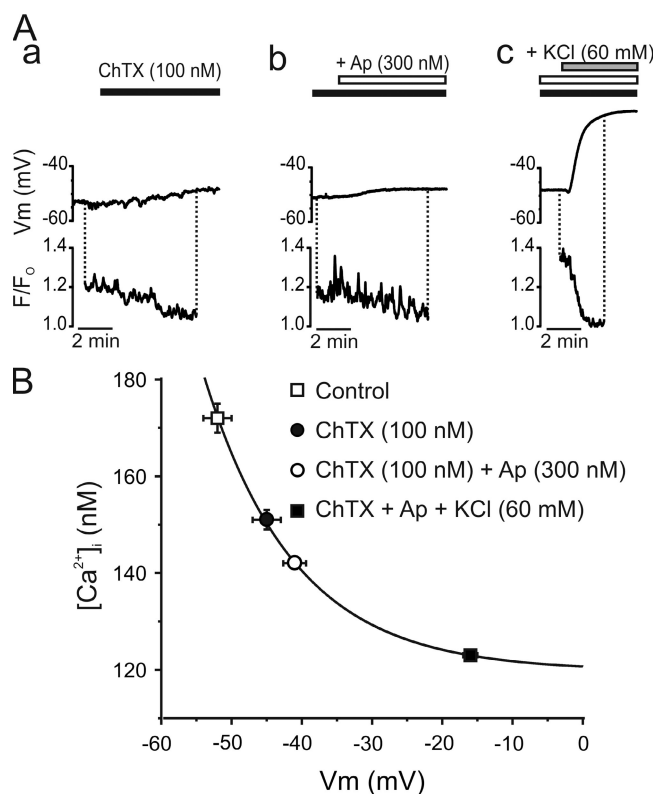 A
a
b
c
ChTX (100 nM)
+ Ap (300 nM)
+ KCl (60 mM)
Vm (mV)
-40
-60
-40
-60
-40
-60
F/Fo
1.4
1.2
1.0
1.4
1.2
1.0
1.4
1.2
1.0
2 min
2 min
2 min
B
[Ca2+]i (nM)
180
160
140
120
Control
ChTX (100 nM)
ChTX (100 nM) + Ap (300 nM)
ChTX + Ap + KCl (60 mM)
-60 -50 -40 -30 -20 -10 0
Vm (mV)